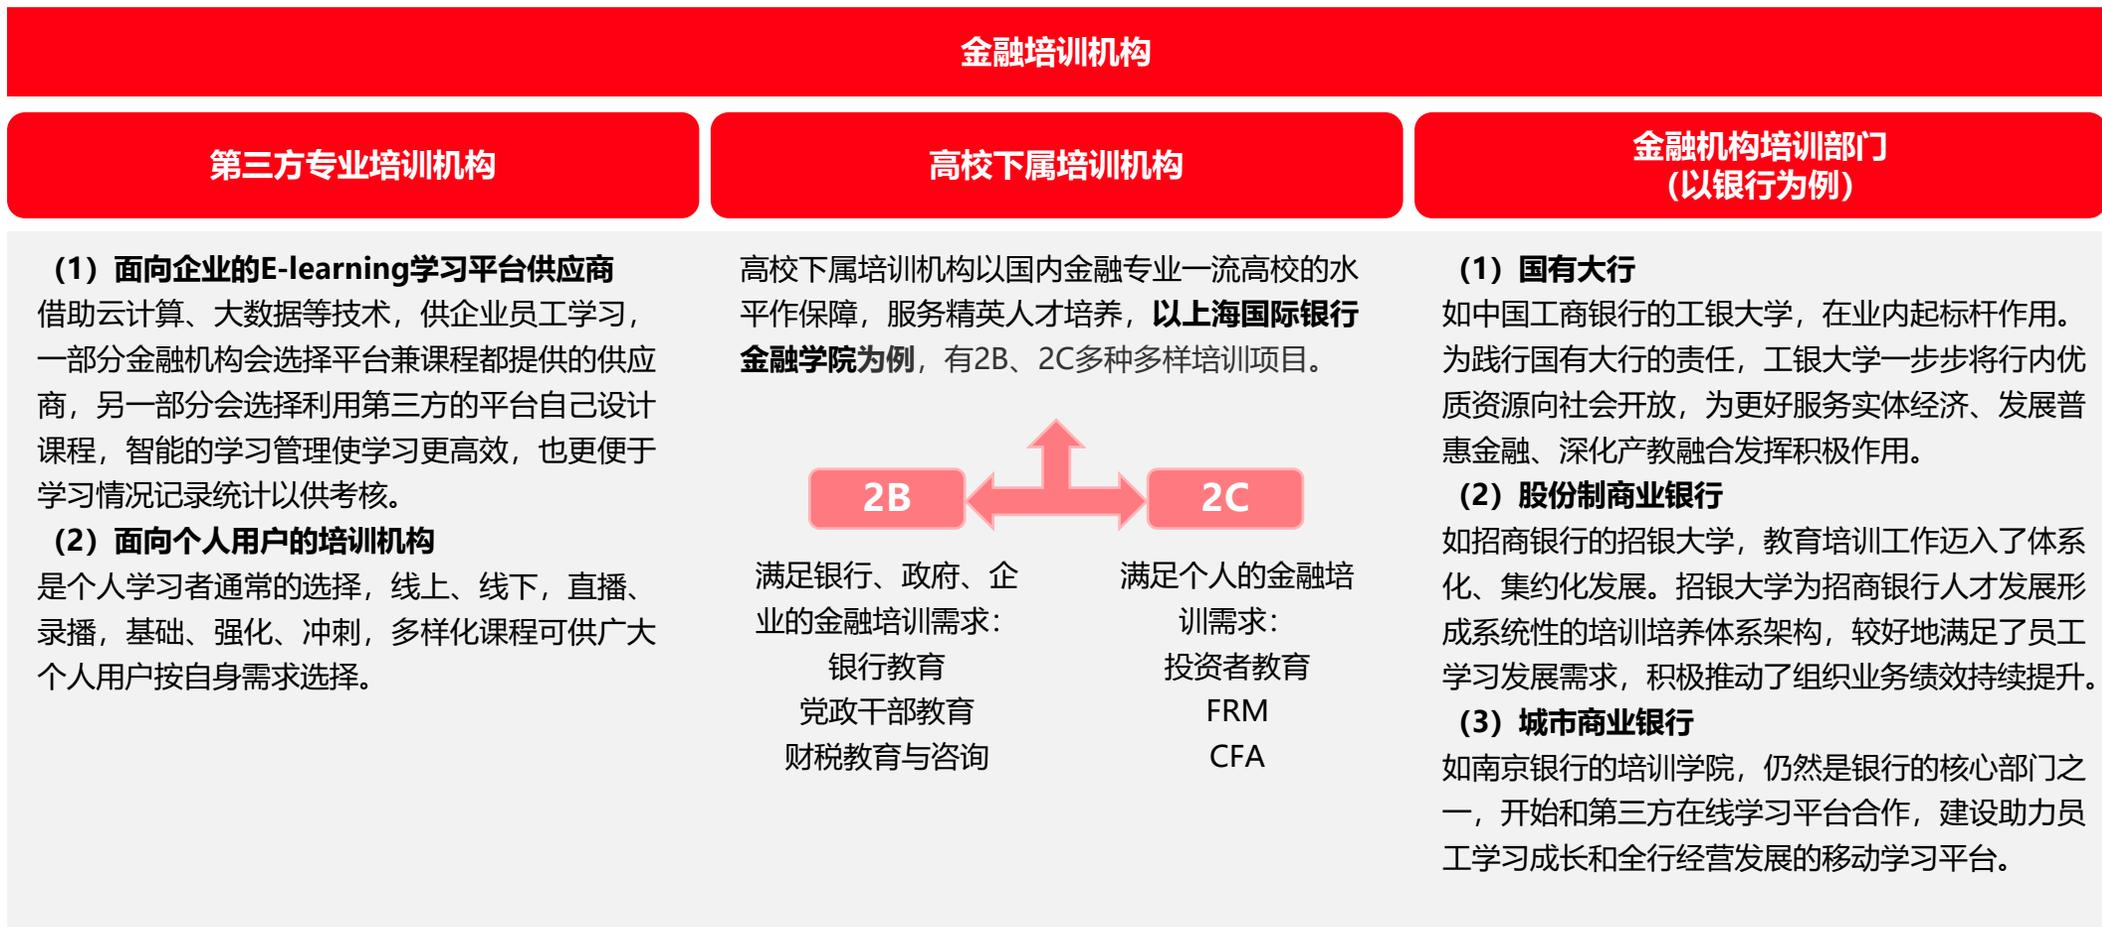 金融培训机构
第三方专业培训机构
（1）面向企业的E-learning学习平台供应商
借助云计算、大数据等技术，供企业员工学习，
一部分金融机构会选择平台兼课程都提供的供应
商，另一部分会选择利用第三方的平台自己设计
课程，智能的学习管理使学习更高效，也更便于
学习情况记录统计以供考核。
（2）面向个人用户的培训机构
是个人学习者通常的选择，线上、线下，直播、
录播，基础、强化、冲刺，多样化课程可供广大
个人用户按自身需求选择。
高校下属培训机构
高校下属培训机构以国内金融专业一流高校的水
平作保障，服务精英人才培养，以上海国际银行
金融学院为例，有2B、2C多种多样培训项目。
2B
满足银行、政府、企
业的金融培训需求：
银行教育
党政干部教育
财税教育与咨询
2C
满足个人的金融培
训需求：
投资者教育
FRM
CFA
金融机构培训部门
（以银行为例）
（1）国有大行
如中国工商银行的工银大学，在业内起标杆作用。
为践行国有大行的责任，工银大学一步步将行内优
质资源向社会开放，为更好服务实体经济、发展普
惠金融、深化产教融合发挥积极作用。
（2）股份制商业银行
如招商银行的招银大学，教育培训工作迈入了体系
化、集约化发展。招银大学为招商银行人才发展形
成系统性的培训培养体系架构，较好地满足了员工
学习发展需求，积极推动了组织业务绩效持续提升。
（3）城市商业银行
如南京银行的培训学院，仍然是银行的核心部门之
一，开始和第三方在线学习平台合作，建设助力员
工学习成长和全行经营发展的移动学习平台。